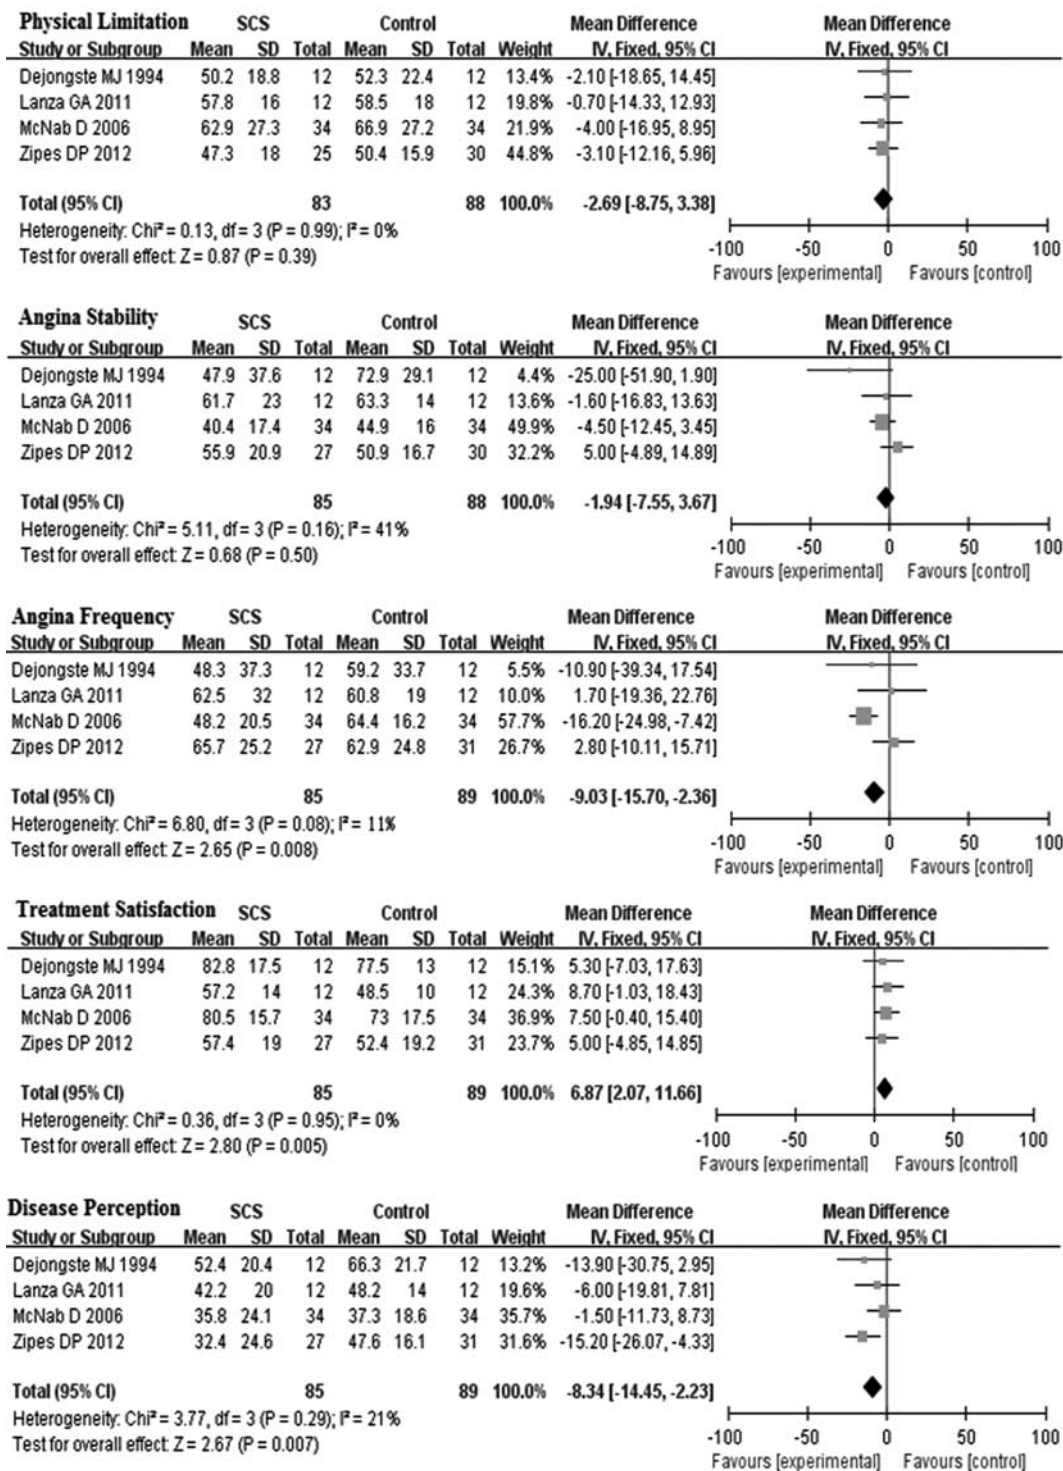 Physical Limitation SCS Control Mean Difference Mean Difference
Study or Subgroup Mean SD Total Mean SD Total Weight IV, Fixed, 95% CI IV, Fixed, 95% CI
Dejongste MJ 1994 50.2 18.8 12 52.3 22.4 12 13.4% -2.10 [-18.65, 14.45]
Lanza GA 2011 57.8 16 12 58.5 18 12 19.8% -0.70 [-14.33, 12.93]
McNab D 2006 62.9 27.3 34 66.9 27.2 34 21.9% -4.00 [-16.95, 8.95]
Zipes DP 2012 47.3 18 25 50.4 15.9 30 44.8% -3.10 [-12.16, 5.96]
Total (95% CI) 83 88 100.0% -2.69 [-8.75, 3.38]
Heterogeneity: Chi² = 0.13, df = 3 (P = 0.99); I² = 0%
Test for overall effect: Z = 0.87 (P = 0.39)
-100 -50 0 50 100
Favours [experimental] Favours [control]
Angina Stability SCS Control Mean Difference Mean Difference
Study or Subgroup Mean SD Total Mean SD Total Weight IV, Fixed, 95% CI IV, Fixed, 95% CI
Dejongste MJ 1994 47.9 37.6 12 72.9 29.1 12 4.4% -25.00 [-51.90, 1.90]
Lanza GA 2011 61.7 23 12 63.3 14 12 13.6% -1.60 [-16.83, 13.63]
McNab D 2006 40.4 17.4 34 44.9 16 34 49.9% -4.50 [-12.45, 3.45]
Zipes DP 2012 55.9 20.9 27 50.9 16.7 30 32.2% 5.00 [-4.89, 14.89]
Total (95% CI) 85 88 100.0% -1.94 [-7.55, 3.67]
Heterogeneity: Chi² = 5.11, df = 3 (P = 0.16); I² = 41%
Test for overall effect: Z = 0.68 (P = 0.50)
-100 -50 0 50 100
Favours [experimental] Favours [control]
Angina Frequency SCS Control Mean Difference Mean Difference
Study or Subgroup Mean SD Total Mean SD Total Weight IV, Fixed, 95% CI IV, Fixed, 95% CI
Dejongste MJ 1994 48.3 37.3 12 59.2 33.7 12 5.5% -10.90 [-39.34, 17.54]
Lanza GA 2011 62.5 32 12 60.8 19 12 10.0% 1.70 [-19.36, 22.76]
McNab D 2006 48.2 20.5 34 64.4 16.2 34 57.7% -16.20 [-24.98, -7.42]
Zipes DP 2012 65.7 25.2 27 62.9 24.8 31 26.7% 2.80 [-10.11, 15.71]
Total (95% CI) 85 89 100.0% -9.03 [-15.70, -2.36]
Heterogeneity: Chi² = 6.80, df = 3 (P = 0.08); I² = 11%
Test for overall effect: Z = 2.65 (P = 0.008)
-100 -50 0 50 100
Favours [experimental] Favours [control]
Treatment Satisfaction SCS Control Mean Difference Mean Difference
Study or Subgroup Mean SD Total Mean SD Total Weight IV, Fixed, 95% CI IV, Fixed, 95% CI
Dejongste MJ 1994 82.8 17.5 12 77.5 13 12 15.1% 5.30 [-7.03, 17.63]
Lanza GA 2011 57.2 14 12 48.5 10 12 24.3% 8.70 [-1.03, 18.43]
McNab D 2006 80.5 15.7 34 73 17.5 34 36.9% 7.50 [-0.40, 15.40]
Zipes DP 2012 57.4 19 27 52.4 19.2 31 23.7% 5.00 [-4.85, 14.85]
Total (95% CI) 85 89 100.0% 6.87 [2.07, 11.66]
Heterogeneity: Chi² = 0.36, df = 3 (P = 0.95); I² = 0%
Test for overall effect: Z = 2.80 (P = 0.005)
-100 -50 0 50 100
Favours [experimental] Favours [control]
Disease Perception SCS Control Mean Difference Mean Difference
Study or Subgroup Mean SD Total Mean SD Total Weight IV, Fixed, 95% CI IV, Fixed, 95% CI
Dejongste MJ 1994 52.4 20.4 12 66.3 21.7 12 13.2% -13.90 [-30.75, 2.95]
Lanza GA 2011 42.2 20 12 48.2 14 12 19.6% -6.00 [-19.81, 7.81]
McNab D 2006 35.8 24.1 34 37.3 18.6 34 35.7% -1.50 [-11.73, 8.73]
Zipes DP 2012 32.4 24.6 27 47.6 16.1 31 31.6% -15.20 [-26.07, -4.33]
Total (95% CI) 85 89 100.0% -8.34 [-14.45, -2.23]
Heterogeneity: Chi² = 3.77, df = 3 (P = 0.29); I² = 21%
Test for overall effect: Z = 2.67 (P = 0.007)
-100 -50 0 50 100
Favours [experimental] Favours [control]